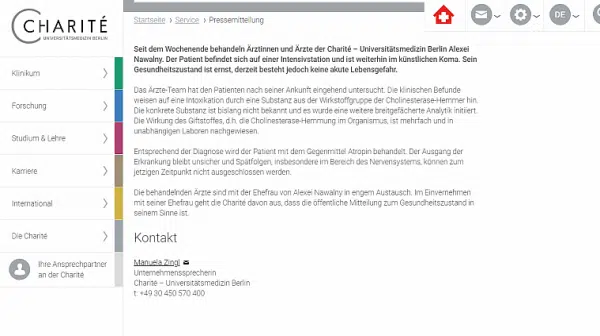 CHARITÉ
UNIVERSITÄTSMEDIZIN BERLIN
Startseite > Service > Pressemitteilung
DE
Klinikum
Forschung
Studium & Lehre
Karriere
International
Die Charité
Ihre Ansprechpartner
an der Charité
Seit dem Wochenende behandeln Ärztinnen und Ärzte der Charité – Universitätsmedizin Berlin Alexei
Nawalny. Der Patient befindet sich auf einer Intensivstation und ist weiterhin im künstlichen Koma. Sein
Gesundheitszustand ist ernst, derzeit besteht jedoch keine akute Lebensgefahr.
Das Ärzte-Team hat den Patienten nach seiner Ankunft eingehend untersucht. Die klinischen Befunde
weisen auf eine Intoxikation durch eine Substanz aus der Wirkstoffgruppe der Cholinesterase-Hemmer hin.
Die konkrete Substanz ist bislang nicht bekannt und es wurde eine weitere breitgefächerte Analytik initiiert.
Die Wirkung des Giftstoffes, d.h. die Cholinesterase-Hemmung im Organismus, ist mehrfach und in
unabhängigen Laboren nachgewiesen.
Entsprechend der Diagnose wird der Patient mit dem Gegenmittel Atropin behandelt. Der Ausgang der
Erkrankung bleibt unsicher und Spätfolgen, insbesondere im Bereich des Nervensystems, können zum
jetzigen Zeitpunkt nicht ausgeschlossen werden.
Die behandelnden Ärzte sind mit der Ehefrau von Alexei Nawalny in engem Austausch. Im Einvernehmen
mit seiner Ehefrau geht die Charité davon aus, dass die öffentliche Mitteilung zum Gesundheitszustand in
seinem Sinne ist.
Kontakt
Manuela Zingl
Unternehmenssprecherin
Charité – Universitätsmedizin Berlin
t: +49 30 450 570 400